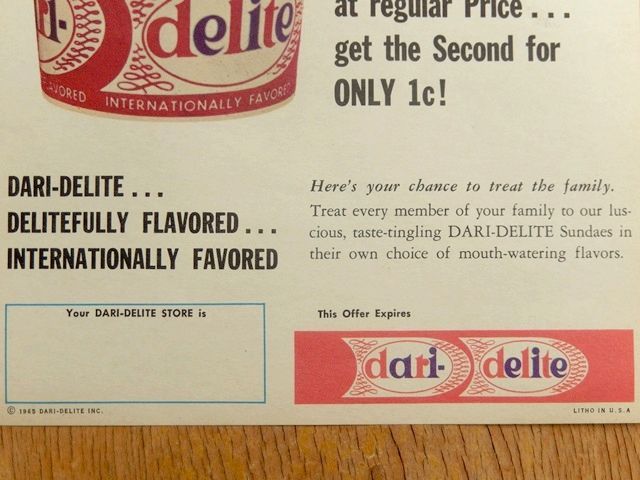 delite
INTERNATIONALLY FAVORED
at regular Price...
get the Second for
ONLY 1c!
DARI-DELITE...
DELITEFULLY FLAVORED...
INTERNATIONALLY FAVORED
Here's your chance to treat the family.
Treat every member of your family to our lus-
cious, taste-tingling DARI-DELITE Sundaes in
their own choice of mouth-watering flavors.
Your DARI-DELITE STORE is
This Offer Expires
dari-delite
© 1965 DARI-DELITE INC.
LITHO IN U.S.A